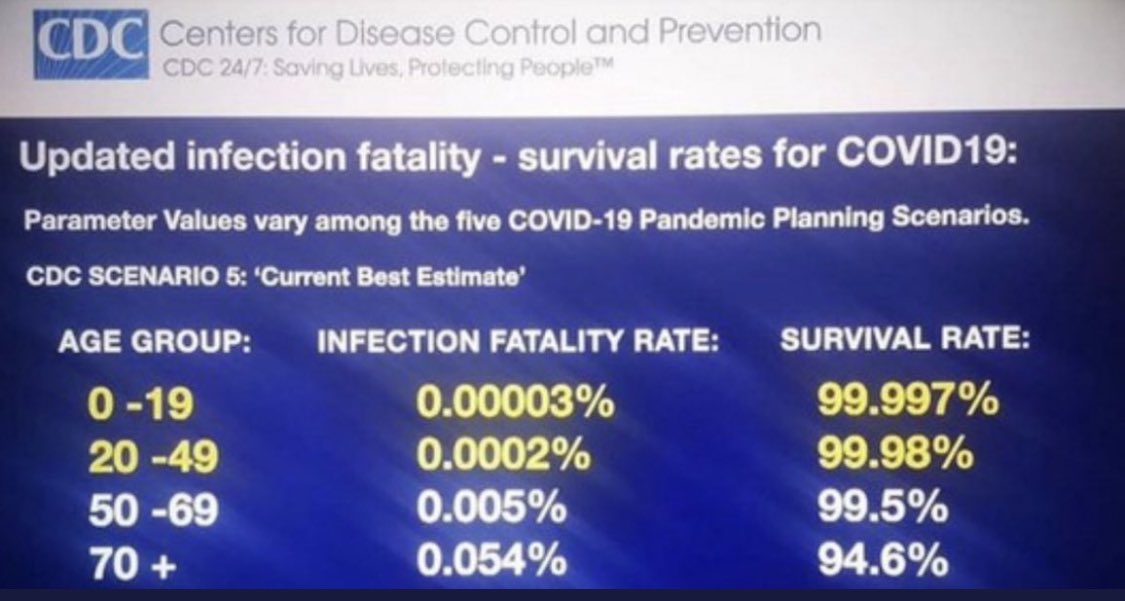 CDC Centers for Disease Control and Prevention
CDC 24/7: Saving Lives, Protecting People™
Updated infection fatality - survival rates for COVID19:
Parameter Values vary among the five COVID-19 Pandemic Planning Scenarios.
CDC SCENARIO 5: ‘Current Best Estimate’
AGE GROUP: INFECTION FATALITY RATE: SURVIVAL RATE:
0 -19 0.00003% 99.997%
20 -49 0.0002% 99.98%
50 -69 0.005% 99.5%
70 + 0.054% 94.6%